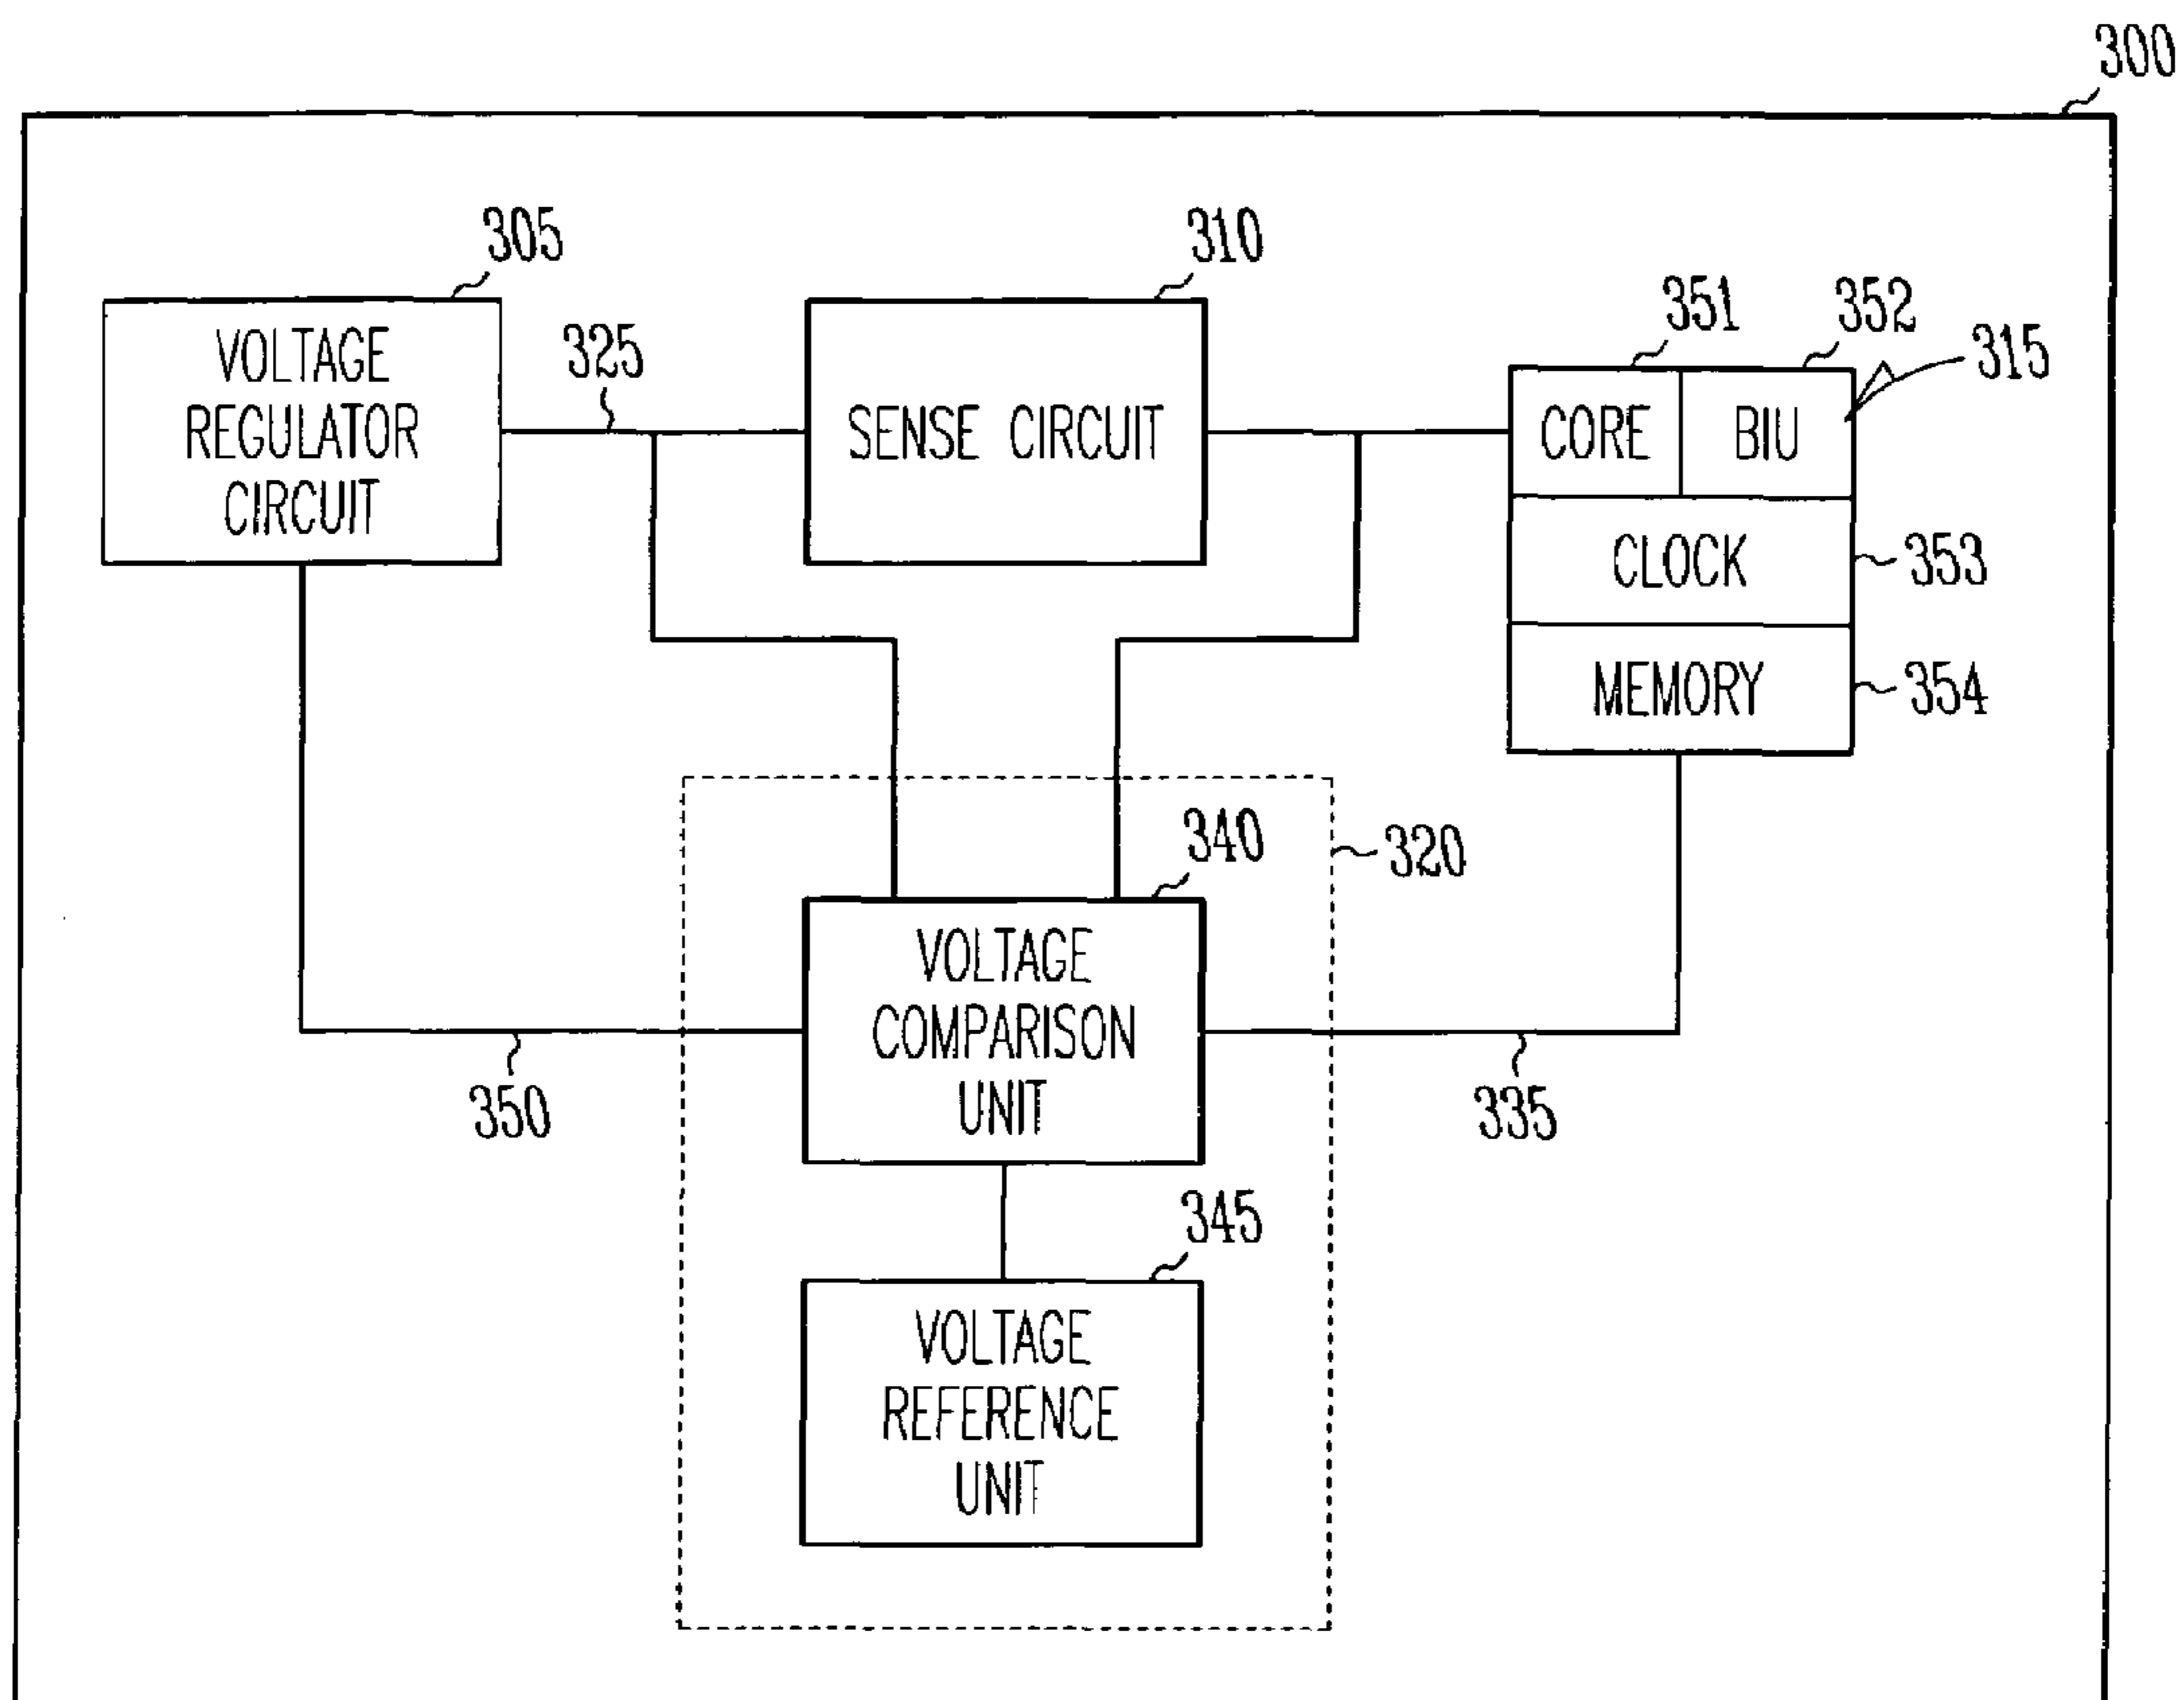 300
305
310
351
352
315
325
VOLTAGE
REGULATOR
CIRCUIT
SENSE CIRCUIT
CORE
BIU
CLOCK
353
MEMORY
354
340
320
VOLTAGE
COMPARISON
UNIT
350
335
345
VOLTAGE
REFERENCE
UNIT